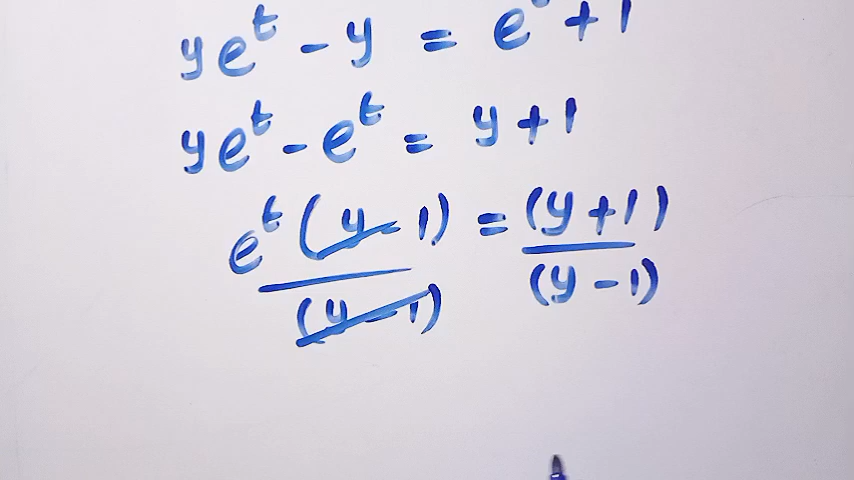 ye^t - y = e^t + 1
ye^t - e^t = y + 1
e^t (y - 1) = (y + 1)
(y - 1) (y - 1)